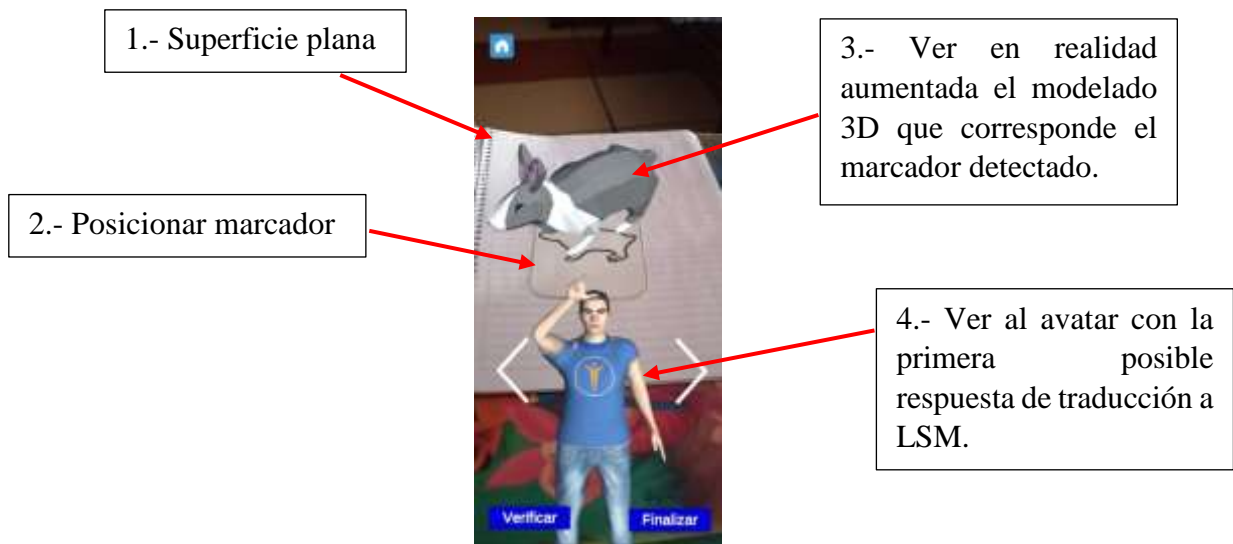 1.- Superficie plana
2.- Posicionar marcador
3.- Ver en realidad
aumentada el modelado
3D que corresponde el
marcador detectado.
4.- Ver al avatar con la
primera posible
respuesta de traducción a
LSM.
Verificar
Finalizar